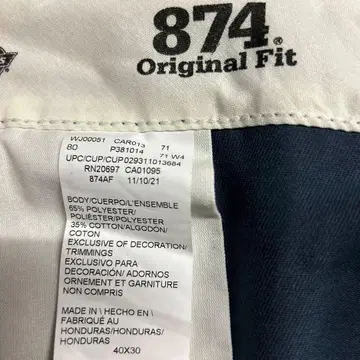 874®
Original Fit
WJ00051 CAR013 71
80 P381014 71 W4
UPC/CUP/CUP029311013684
RN20697 CA01095
874AF 11/10/21
BODY/CUERPO/L'ENSEMBLE
65% POLYESTER/
POLIÉSTER/POLYESTER
35% COTTON/ALGODÓN/
COTON
EXCLUSIVE OF DECORATION/
TRIMMINGS
EXCLUSIVO PARA
DECORACIÓN/ ADORNOS
ORNEMENT ET GARNITURE
NON COMPRIS
MADE IN \ HECHO EN \
FABRIQUÉ AU
HONDURAS/HONDURAS/
HONDURAS
40X30